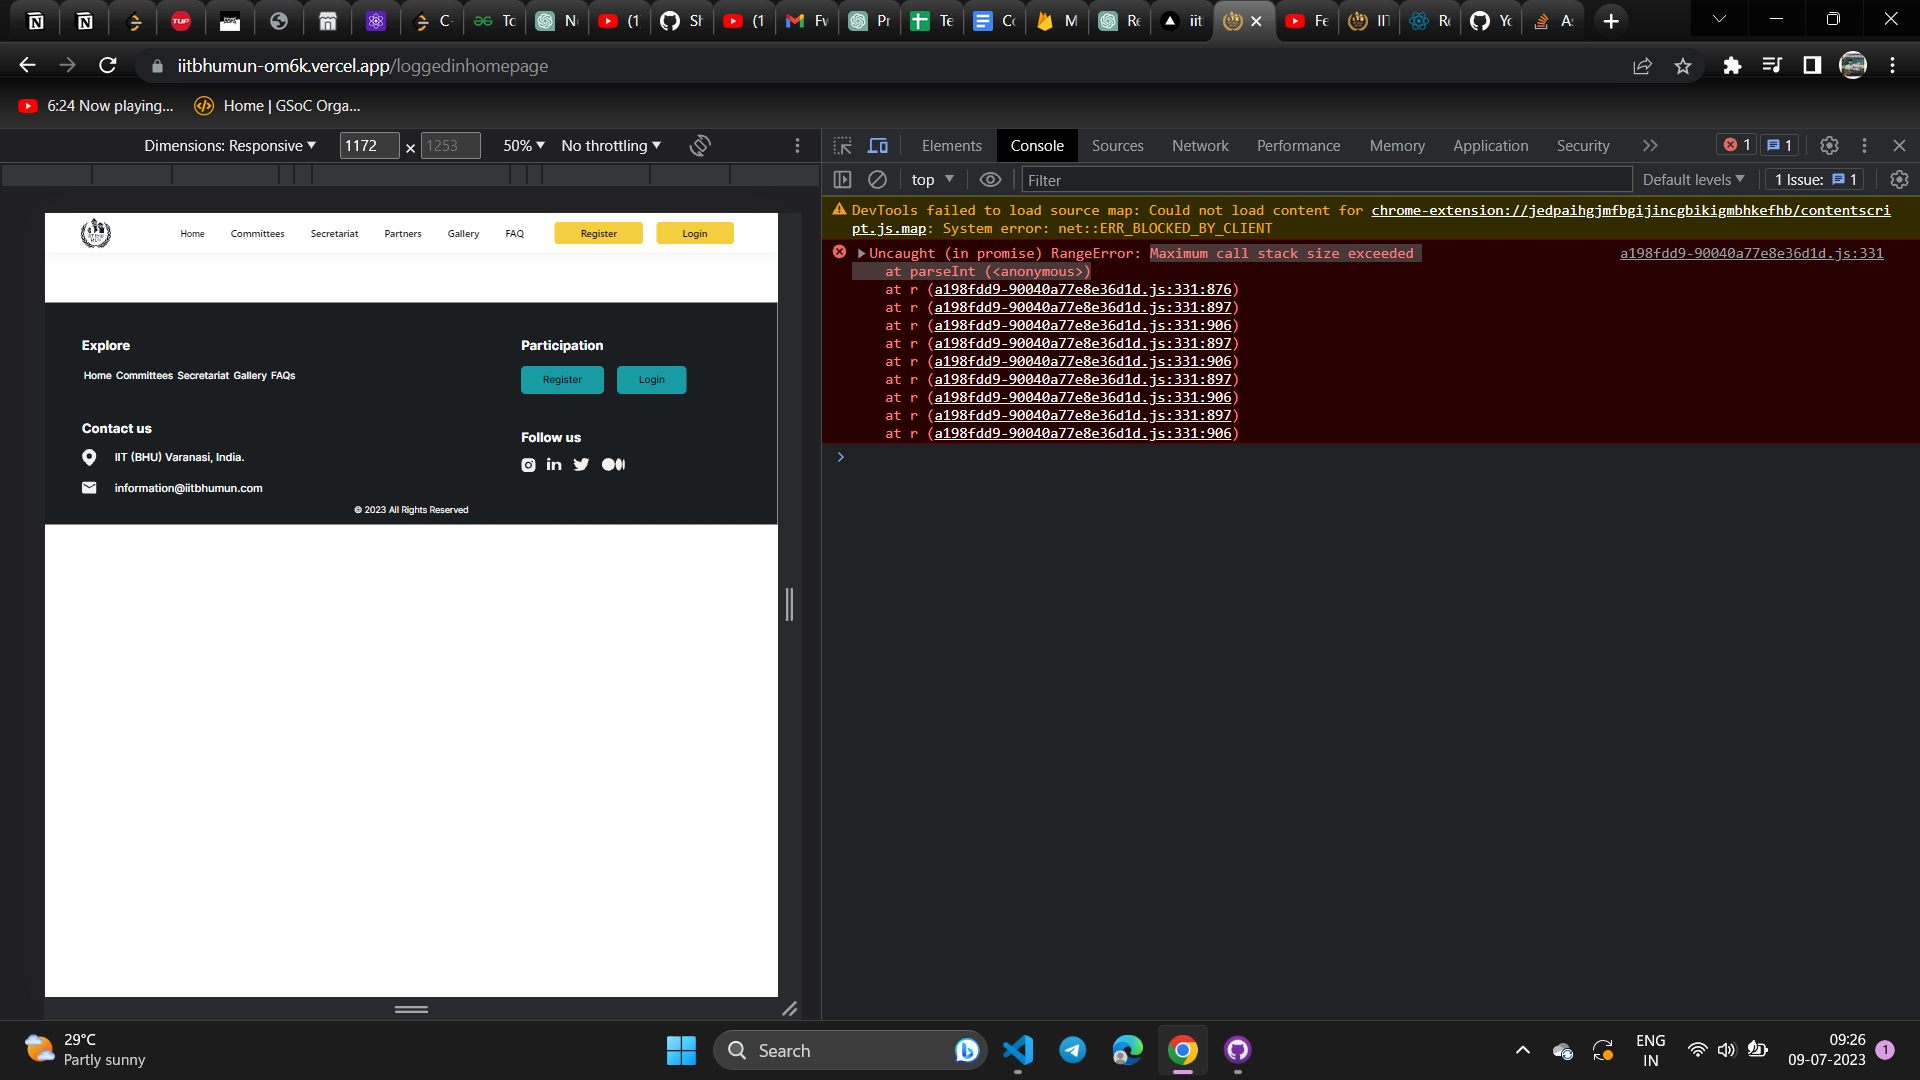 C-
To
N
(1
Sh
(1
Fw
Pr
Te
Co
M
Re
iit
Fe
IIT
Re
Yo
As
iitbhumun-om6k.vercel.app/loggedinhomepage
6:24 Now playing...
Home | GSoC Orga...
Dimensions: Responsive
1172
×
1253
50%
No throttling
Elements
Console
Sources
Network
Performance
Memory
Application
Security
1
1
top
Filter
Default levels
1 Issue:
1
DevTools failed to load source map: Could not load content for chrome-extension://jedpaihgjmfbgijincgbikigmbhkefhb/contentscri
pt.js.map: System error: net::ERR_BLOCKED_BY_CLIENT
Uncaught (in promise) RangeError: Maximum call stack size exceeded
a198fdd9-90040a77e8e36d1d.js:331
at parseInt (<anonymous>)
at r (a198fdd9-90040a77e8e36d1d.js:331:876)
at r (a198fdd9-90040a77e8e36d1d.js:331:897)
at r (a198fdd9-90040a77e8e36d1d.js:331:906)
at r (a198fdd9-90040a77e8e36d1d.js:331:897)
at r (a198fdd9-90040a77e8e36d1d.js:331:906)
at r (a198fdd9-90040a77e8e36d1d.js:331:897)
at r (a198fdd9-90040a77e8e36d1d.js:331:906)
at r (a198fdd9-90040a77e8e36d1d.js:331:897)
at r (a198fdd9-90040a77e8e36d1d.js:331:906)
Home
Committees
Secretariat
Partners
Gallery
FAQ
Register
Login
Explore
Home Committees Secretariat Gallery FAQs
Participation
Register
Login
Contact us
IIT (BHU) Varanasi, India.
information@iitbhumun.com
Follow us
© 2023 All Rights Reserved
29°C
Partly sunny
Search
ENG
IN
09:26
09-07-2023
1